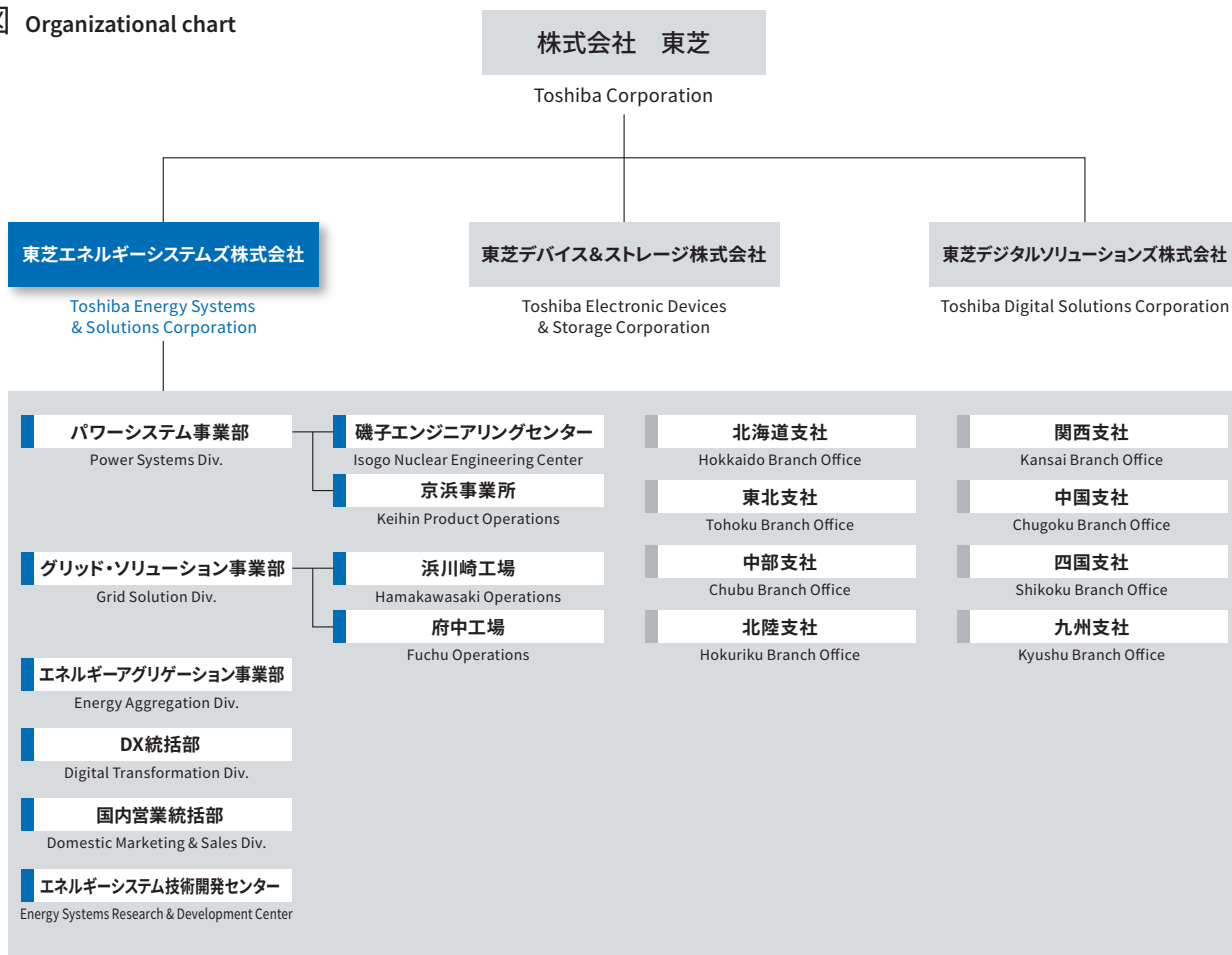 Organizational chart
株式会社　東芝
Toshiba Corporation
東芝エネルギーシステムズ株式会社
Toshiba Energy Systems
& Solutions Corporation
東芝デバイス&ストレージ株式会社
Toshiba Electronic Devices
& Storage Corporation
東芝デジタルソリューションズ株式会社
Toshiba Digital Solutions Corporation
パワーシステム事業部
Power Systems Div.
磯子エンジニアリングセンター
Isogo Nuclear Engineering Center
京浜事業所
Keihin Product Operations
グリッド・ソリューション事業部
Grid Solution Div.
浜川崎工場
Hamakawasaki Operations
府中工場
Fuchu Operations
エネルギーアグリゲーション事業部
Energy Aggregation Div.
DX統括部
Digital Transformation Div.
国内営業統括部
Domestic Marketing & Sales Div.
エネルギーシステム技術開発センター
Energy Systems Research & Development Center
北海道支社
Hokkaido Branch Office
東北支社
Tohoku Branch Office
中部支社
Chubu Branch Office
北陸支社
Hokuriku Branch Office
関西支社
Kansai Branch Office
中国支社
Chugoku Branch Office
四国支社
Shikoku Branch Office
九州支社
Kyushu Branch Office